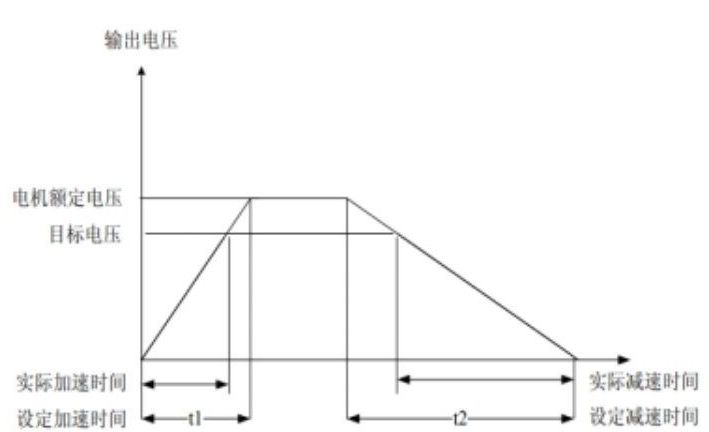 输出电压
电机额定电压
目标电压
实际加速时间
实际减速时间
设定加速时间
t1
t2
设定减速时间